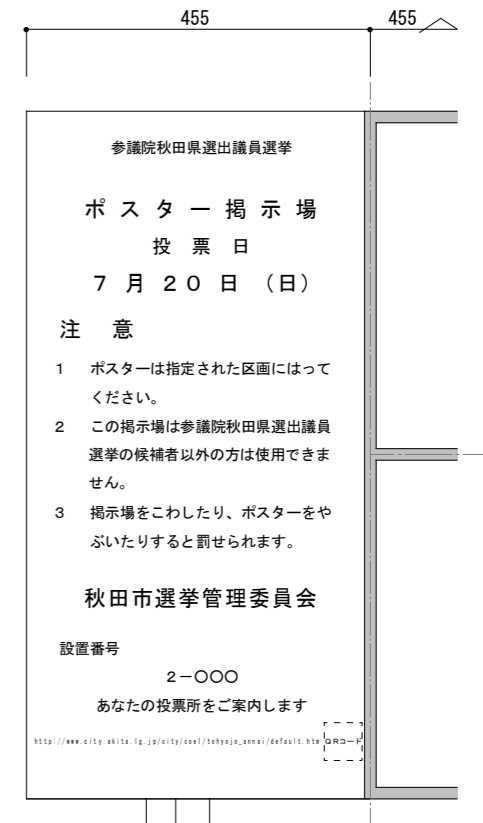 455 455
参議院秋田県選出議員選挙
ポスター掲示場
投票日
７月２０日（日）
注意
１ ポスターは指定された区画にはって
ください。
２ この掲示場は参議院秋田県選出議員
選挙の候補者以外の方は使用できま
せん。
３ 掲示場をこわしたり、ポスターをや
ぶいたりすると罰せられます。
秋田市選挙管理委員会
設置番号
２－○○○
あなたの投票所をご案内します
http://www.city.akita.lg.jp/city/coel/tohyojo_annai/default.htm QRコード